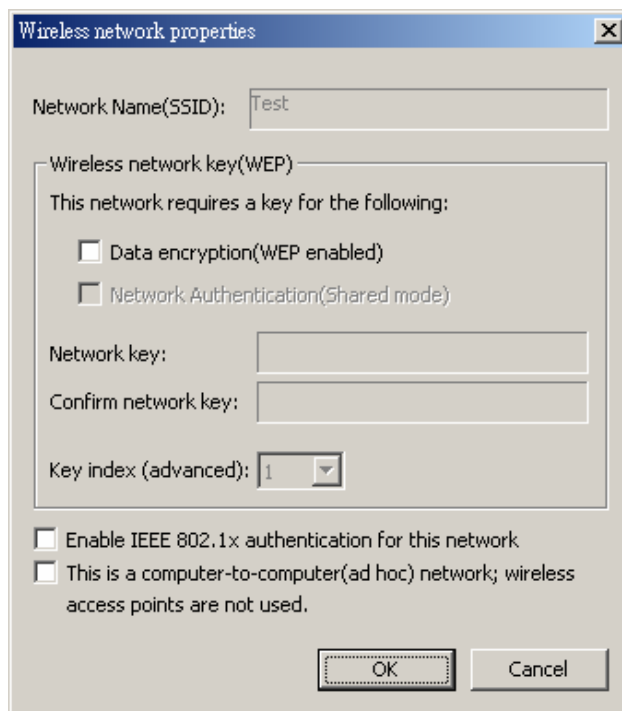 Wireless network properties
Network Name(SSID): Test
Wireless network key(WEP)
This network requires a key for the following:
Data encryption(WEP enabled)
Network Authentication(Shared mode)
Network key:
Confirm network key:
Key index (advanced): 1
Enable IEEE 802.1x authentication for this network
This is a computer-to-computer(ad hoc) network; wireless
access points are not used.
OK Cancel